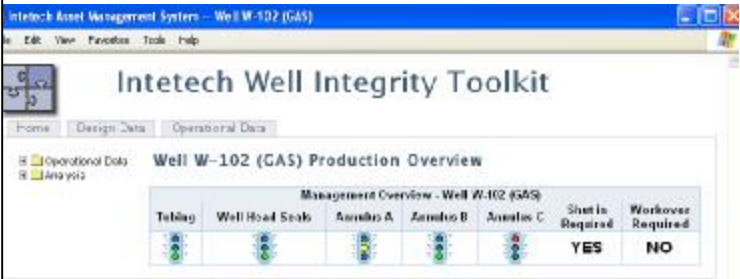 Intetech Asset Management System - Well W-102 (GAS)
Edit View Favorites Tools Help
Intetech Well Integrity Toolkit
Home Design Data Operational Data
Operational Data
Analysis
Well W-102 (GAS) Production Overview
Management Overview - Well W-102 (GAS)
Tubing Well Head Seals Annulus A Annulus B Annulus C Shut in Required Workover Required
YES NO